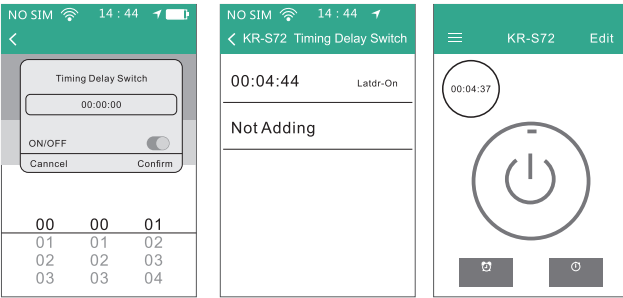 NO SIM 14:44
Timing Delay Switch
00:00:00
ON/OFF
Canncel Confirm
00 00 01
01 01 02
02 02 03
03 03 04
NO SIM 14:44
KR-S72 Timing Delay Switch
00:04:44 Latdr-On
Not Adding
KR-S72 Edit
00:04:37